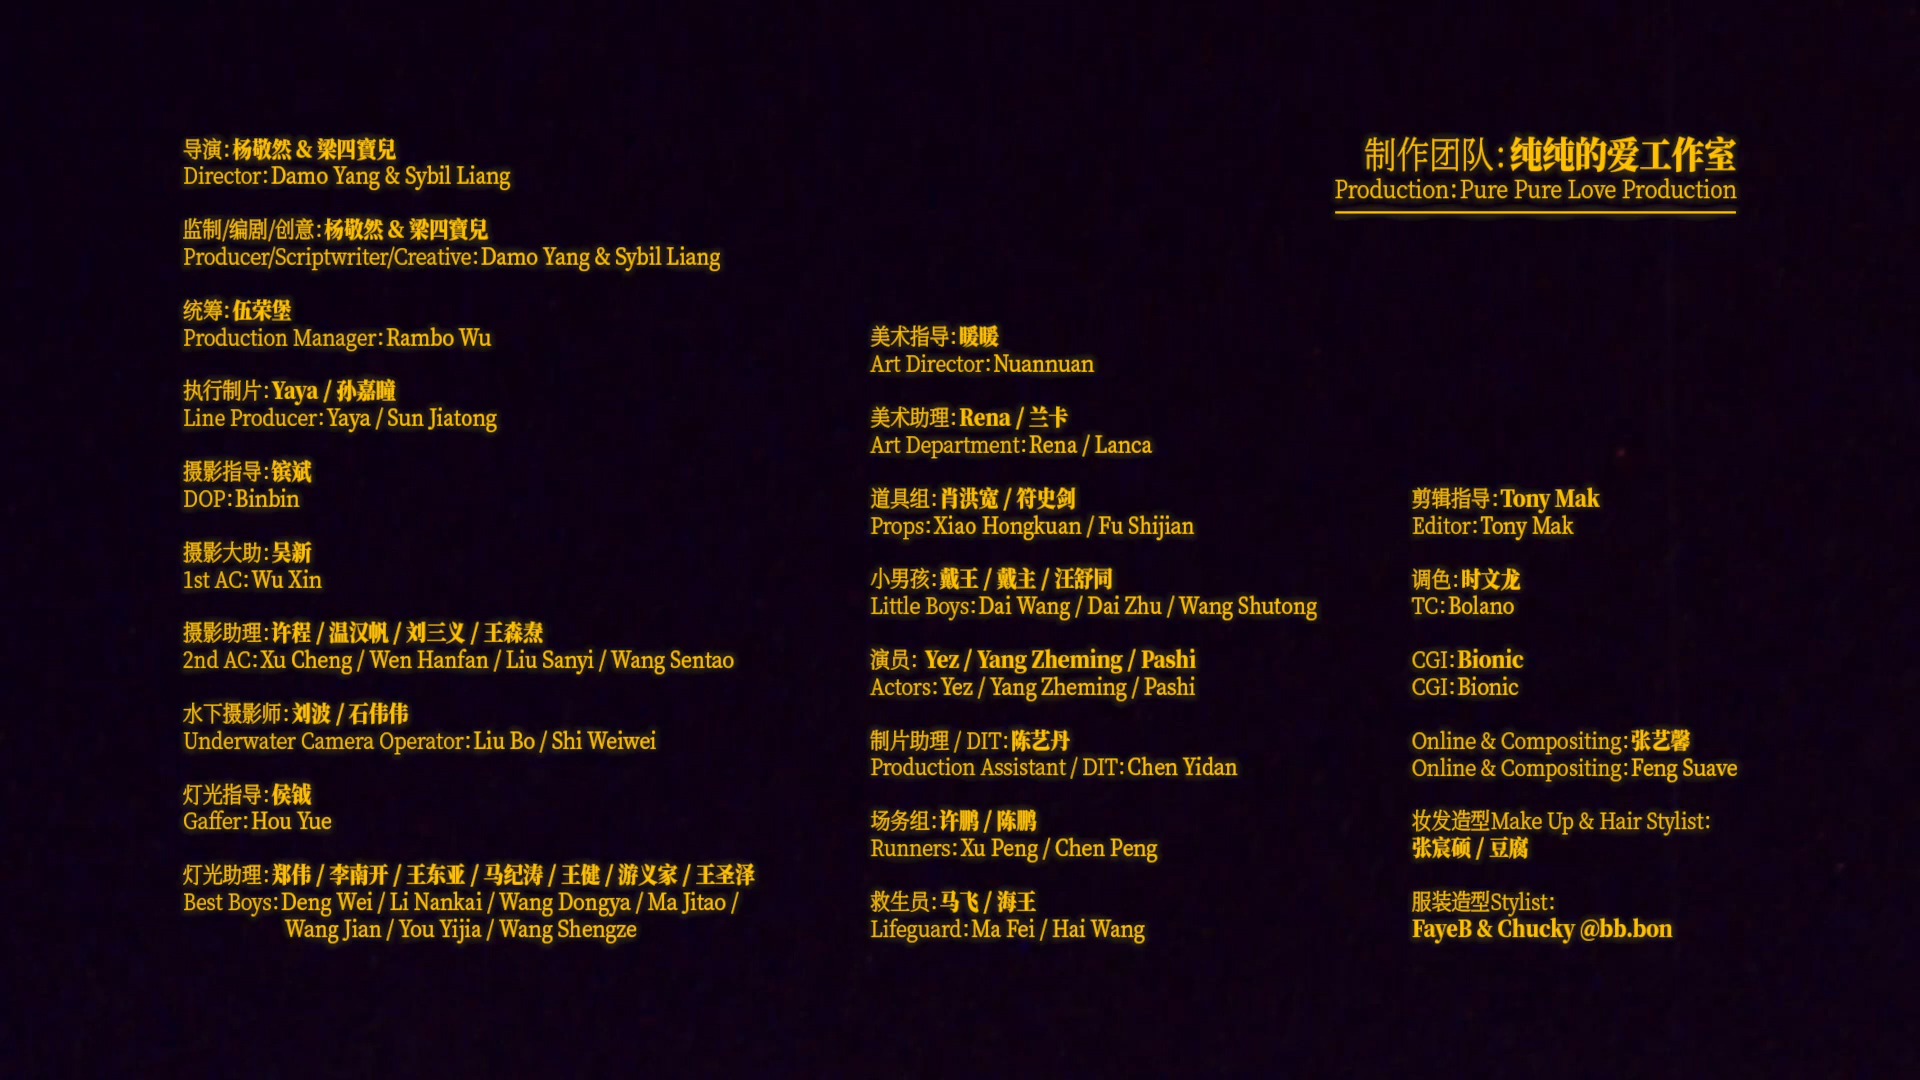 导演:杨敬然 & 梁四寶兒
Director:Damo Yang & Sybil Liang
监制/编剧/创意:杨敬然 & 梁四寶兒
Producer/Scriptwriter/Creative:Damo Yang & Sybil Liang
统筹:伍荣堡
Production Manager:Rambo Wu
执行制片:Yaya / 孙嘉曈
Line Producer:Yaya / Sun Jiatong
摄影指导:镔斌
DOP:Binbin
摄影大助:吴新
1st AC:Wu Xin
摄影助理:许程 / 温汉帆 / 刘三义 / 王森焘
2nd AC:Xu Cheng / Wen Hanfan / Liu Sanyi / Wang Sentao
水下摄影师:刘波 / 石伟伟
Underwater Camera Operator:Liu Bo / Shi Weiwei
灯光指导:侯钺
Gaffer:Hou Yue
灯光助理:郑伟 / 李南开 / 王东亚 / 马纪涛 / 王健 / 游义家 / 王圣泽
Best Boys:Deng Wei / Li Nankai / Wang Dongya / Ma Jitao /
Wang Jian / You Yijia / Wang Shengze
美术指导:暖暖
Art Director:Nuannuan
美术助理:Rena / 兰卡
Art Department:Rena / Lanca
道具组:肖洪宽 / 符史剑
Props:Xiao Hongkuan / Fu Shijian
小男孩:戴王 / 戴主 / 汪舒同
Little Boys:Dai Wang / Dai Zhu / Wang Shutong
演员: Yez / Yang Zheming / Pashi
Actors:Yez / Yang Zheming / Pashi
制片助理 / DIT:陈艺丹
Production Assistant / DIT:Chen Yidan
场务组:许鹏 / 陈鹏
Runners:Xu Peng / Chen Peng
救生员:马飞 / 海王
Lifeguard:Ma Fei / Hai Wang
制作团队:纯纯的爱工作室
Production:Pure Pure Love Production
剪辑指导:Tony Mak
Editor:Tony Mak
调色:时文龙
TC:Bolano
CGI:Bionic
CGI:Bionic
Online & Compositing:张艺馨
Online & Compositing:Feng Suave
妆发造型Make Up & Hair Stylist:
张宸硕 / 豆腐
服装造型Stylist:
FayeB & Chucky @bb.bon